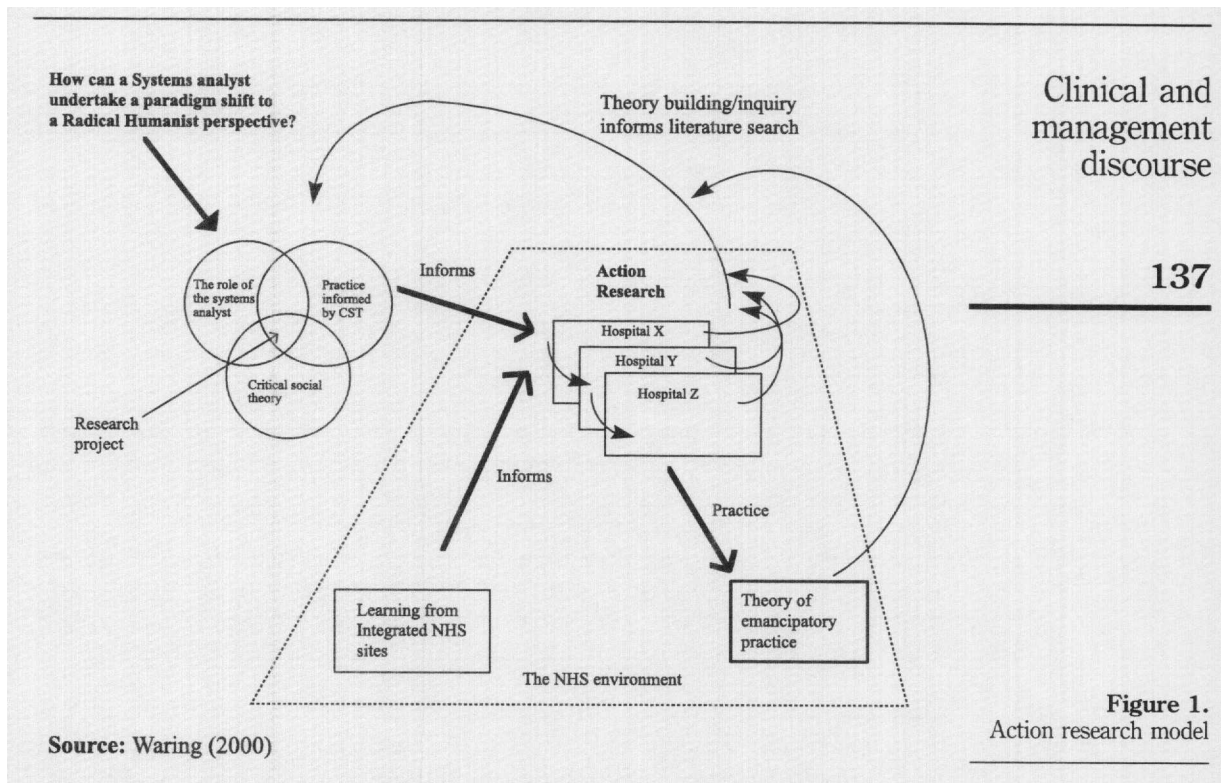 How can a Systems analyst
undertake a paradigm shift to
a Radical Humanist perspective?
Theory building/inquiry
informs literature search
Clinical and
management
discourse
137
The role of
the systems
analyst
Practice
informed
by CST
Critical social
theory
Research
project
Informs
Action
Research
Hospital X
Hospital Y
Hospital Z
Informs
Practice
Learning from
Integrated NHS
sites
Theory of
emancipatory
practice
The NHS environment
Source: Waring (2000)
Figure 1.
Action research model